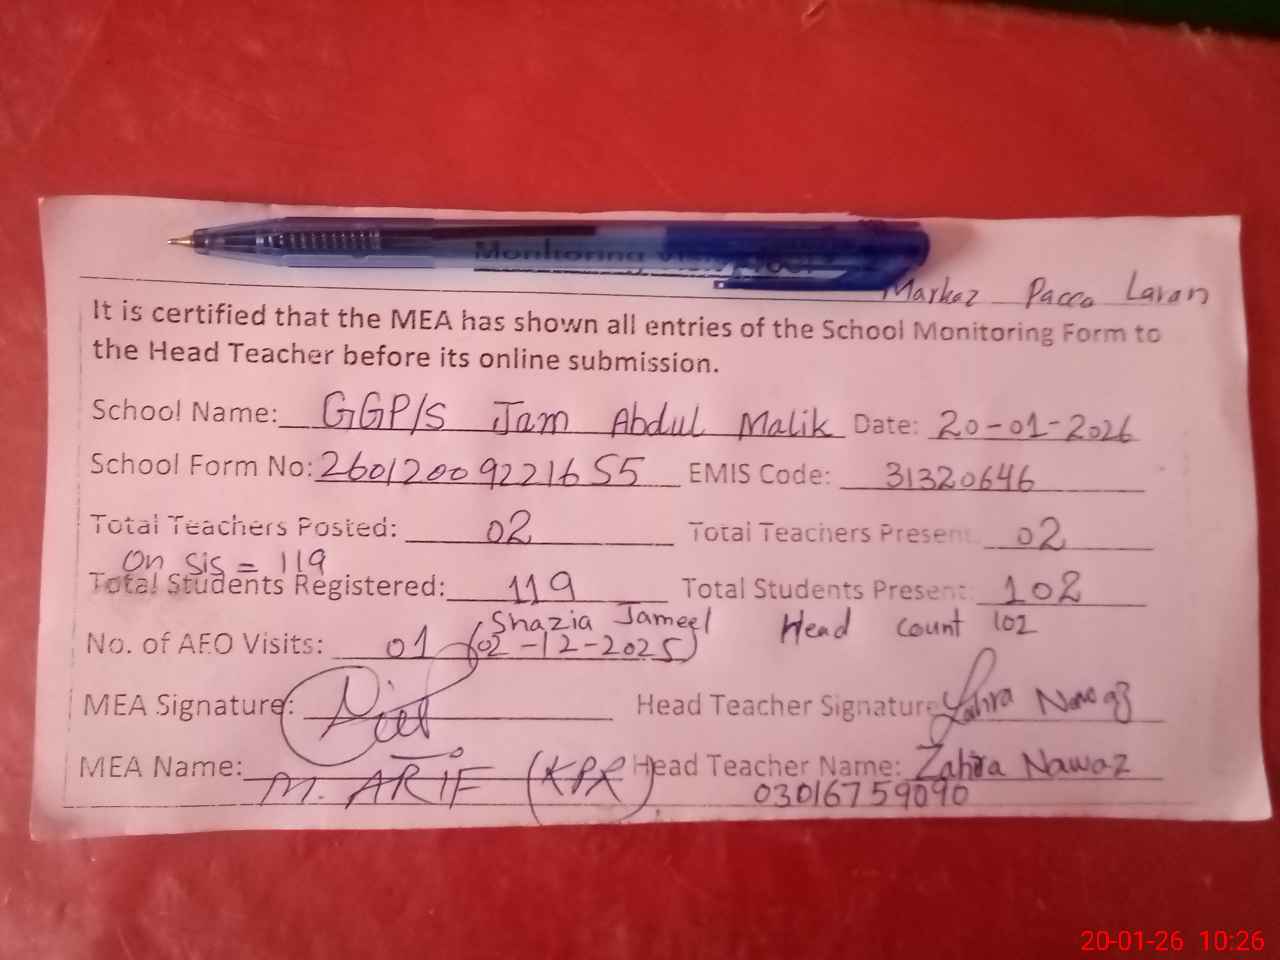 Monitoring Visit Proof
Markaz Pacca Laran
It is certified that the MEA has shown all entries of the School Monitoring Form to
the Head Teacher before its online submission.
School Name: GGP/S Jam Abdul Malik Date: 20-01-2026
School Form No: 26012009221655 EMIS Code: 31320646
Total Teachers Posted: 02 Total Teachers Present: 02
On SIS = 119
Total Students Registered: 119 Total Students Present: 102
Shazia Jameel Head count 102
No. of AEO Visits: 01 (02-12-2025)
MEA Signature: Head Teacher Signature Zahra Nawaz
MEA Name: M. ARIF (KPR) Head Teacher Name: Zahra Nawaz
03016759090
20-01-26 10:26